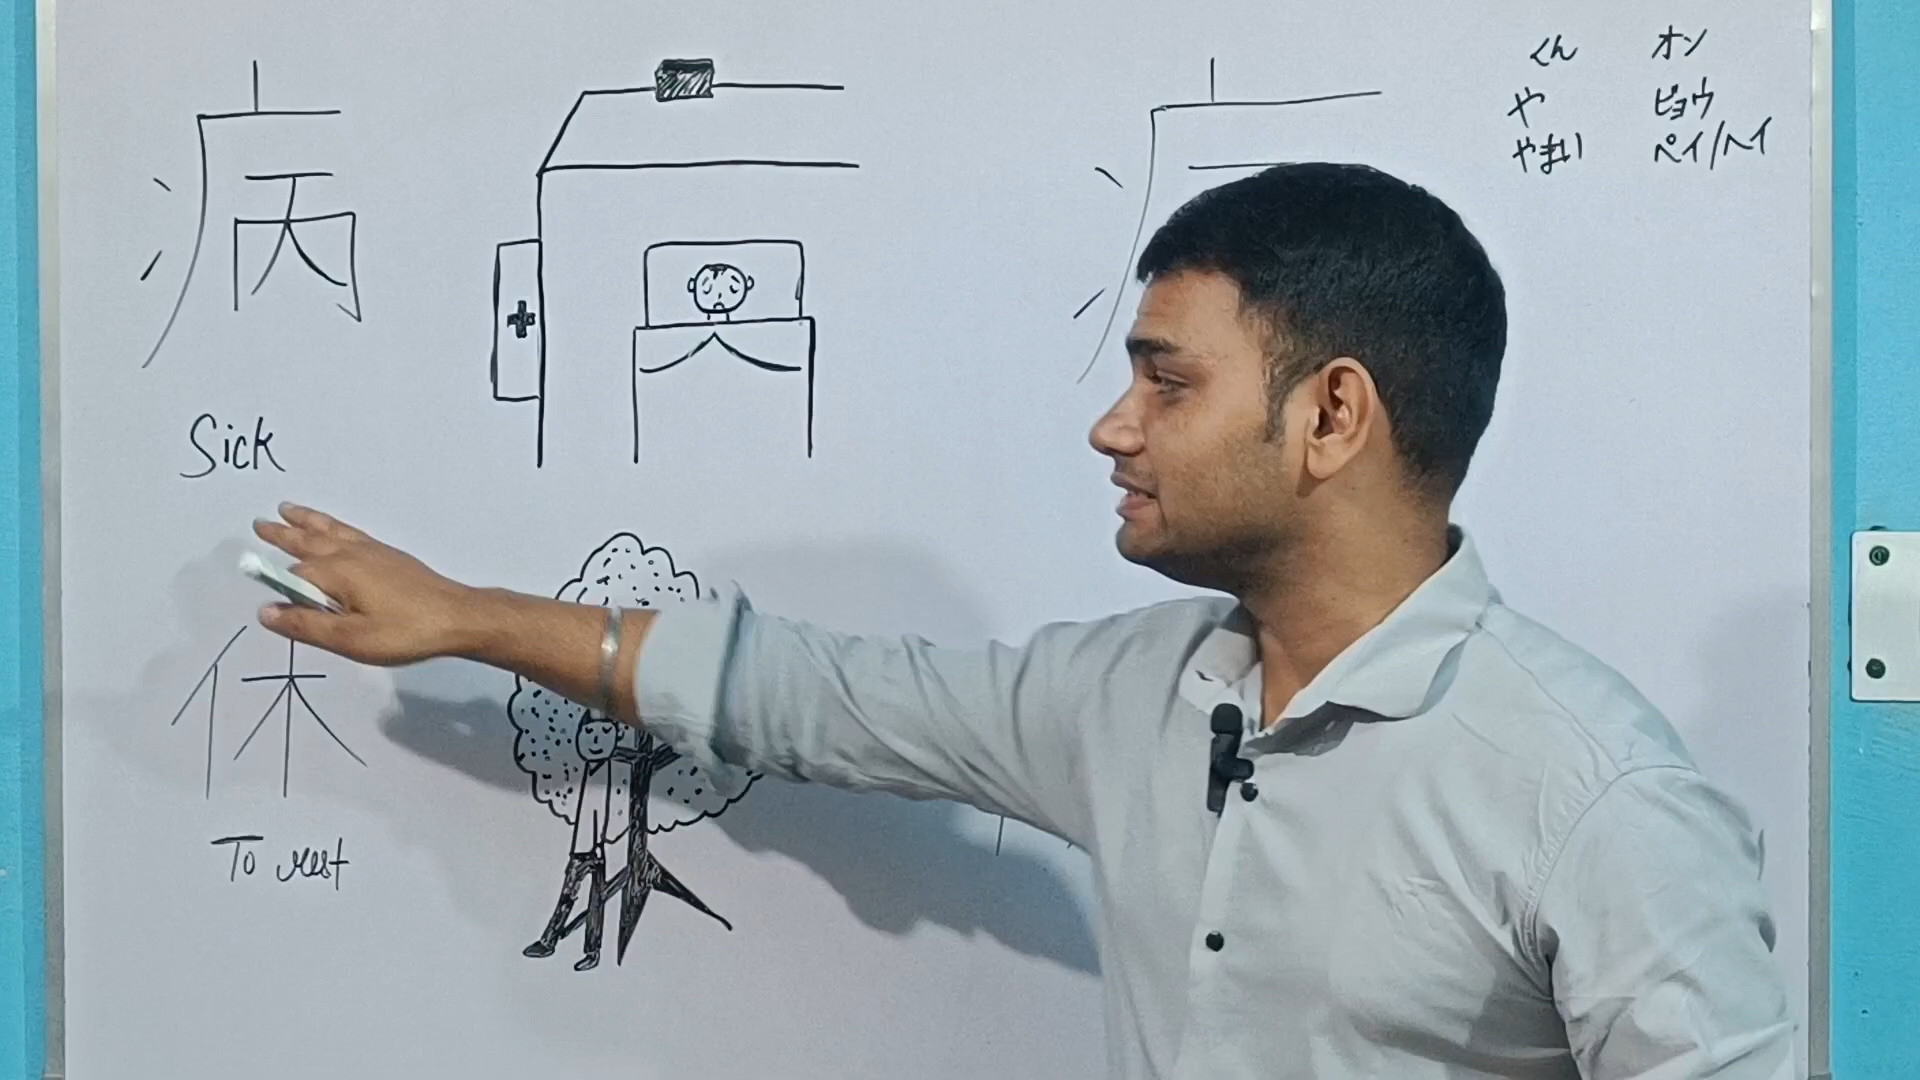 病
Sick
くん オン
や ビョウ
やまい ペイ/ヘイ
休
To rest